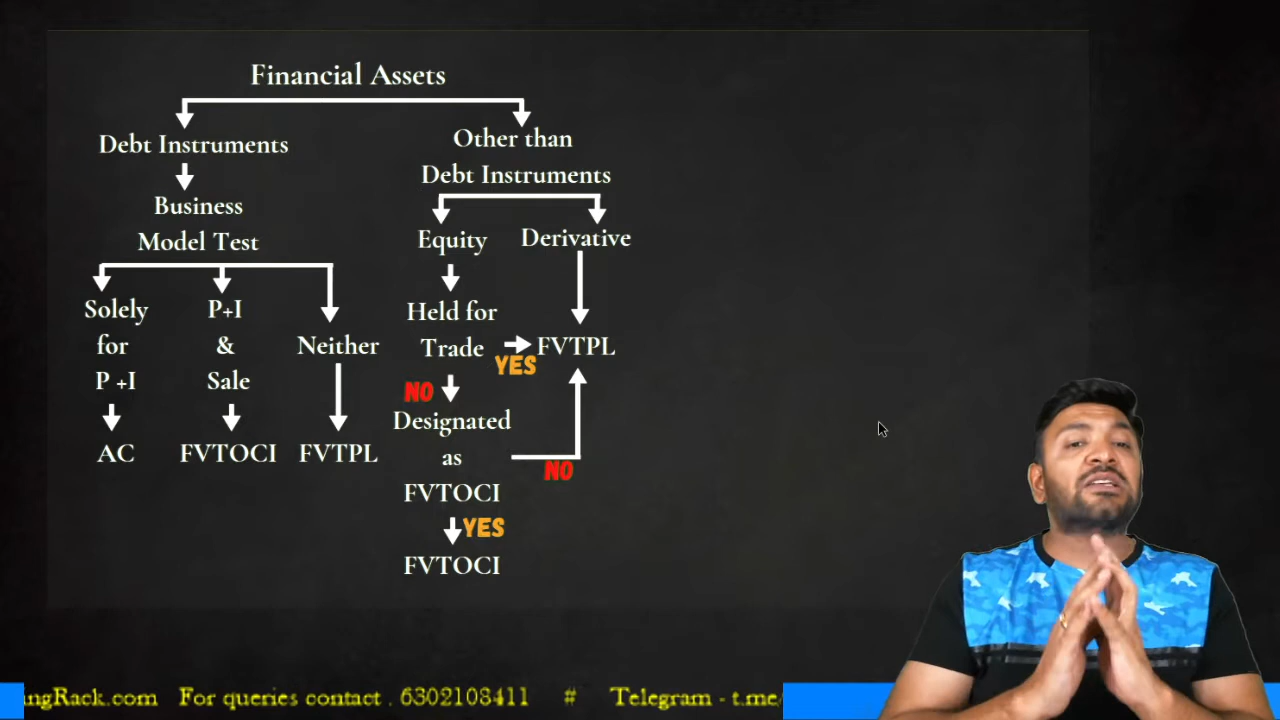 Financial Assets
Debt Instruments
Other than
Debt Instruments
Business
Model Test
Equity
Derivative
Solely
for
P +I
P+I
&
Sale
Neither
Held for
Trade
YES
FVTPL
NO
Designated
as
FVTOCI
NO
YES
FVTOCI
AC
FVTOCI
FVTPL
ngRack.com For queries contact . 6302108411 # Telegram - t.me/